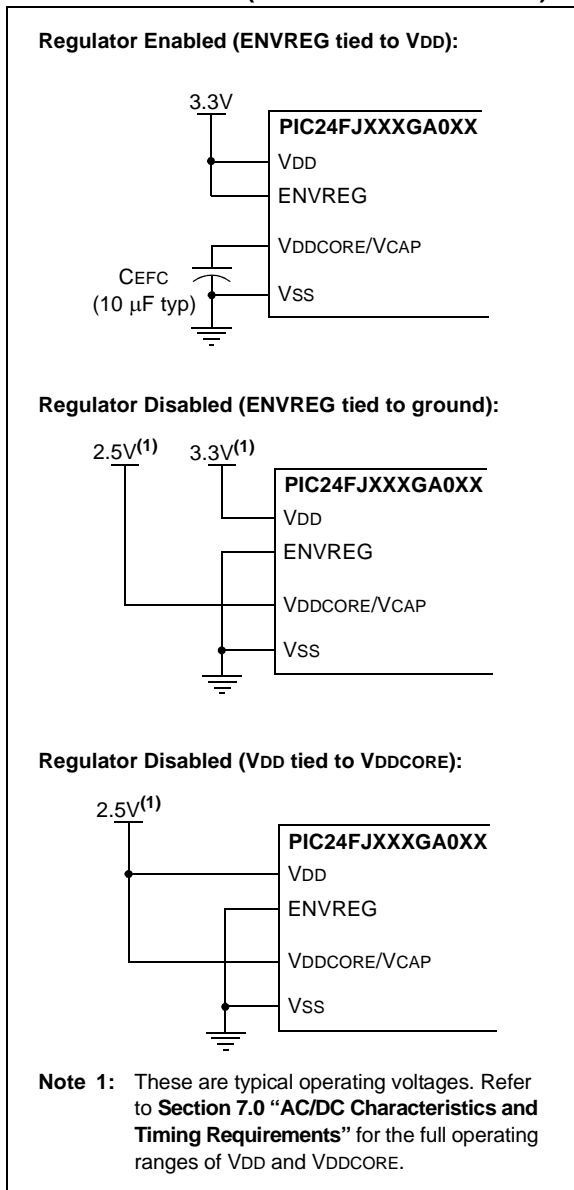 Regulator Enabled (ENVREG tied to VDD):
3.3V
PIC24FJXXXGA0XX
VDD
ENVREG
VDDCORE/VCAP
CEFC
(10 μF typ)
VSS
Regulator Disabled (ENVREG tied to ground):
2.5V(1) 3.3V(1)
PIC24FJXXXGA0XX
VDD
ENVREG
VDDCORE/VCAP
VSS
Regulator Disabled (VDD tied to VDDCORE):
2.5V(1)
PIC24FJXXXGA0XX
VDD
ENVREG
VDDCORE/VCAP
VSS
Note 1: These are typical operating voltages. Refer
to Section 7.0 “AC/DC Characteristics and
Timing Requirements” for the full operating
ranges of VDD and VDDCORE.